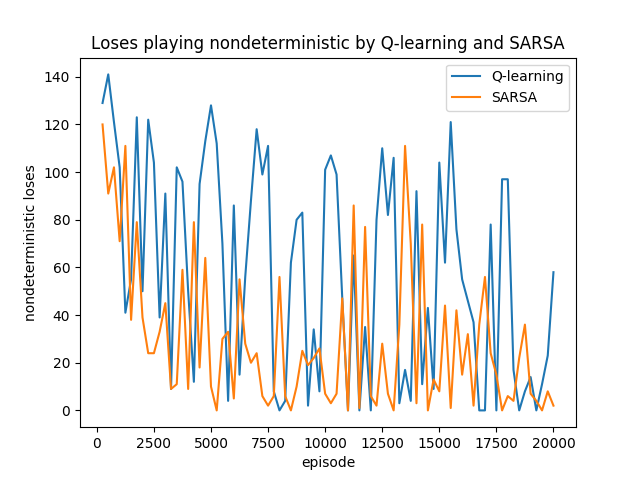 Loses playing nondeterministic by Q-learning and SARSA
Q-learning
SARSA
nondeterministic loses
140
120
100
80
60
40
20
0
0 2500 5000 7500 10000 12500 15000 17500 20000
episode